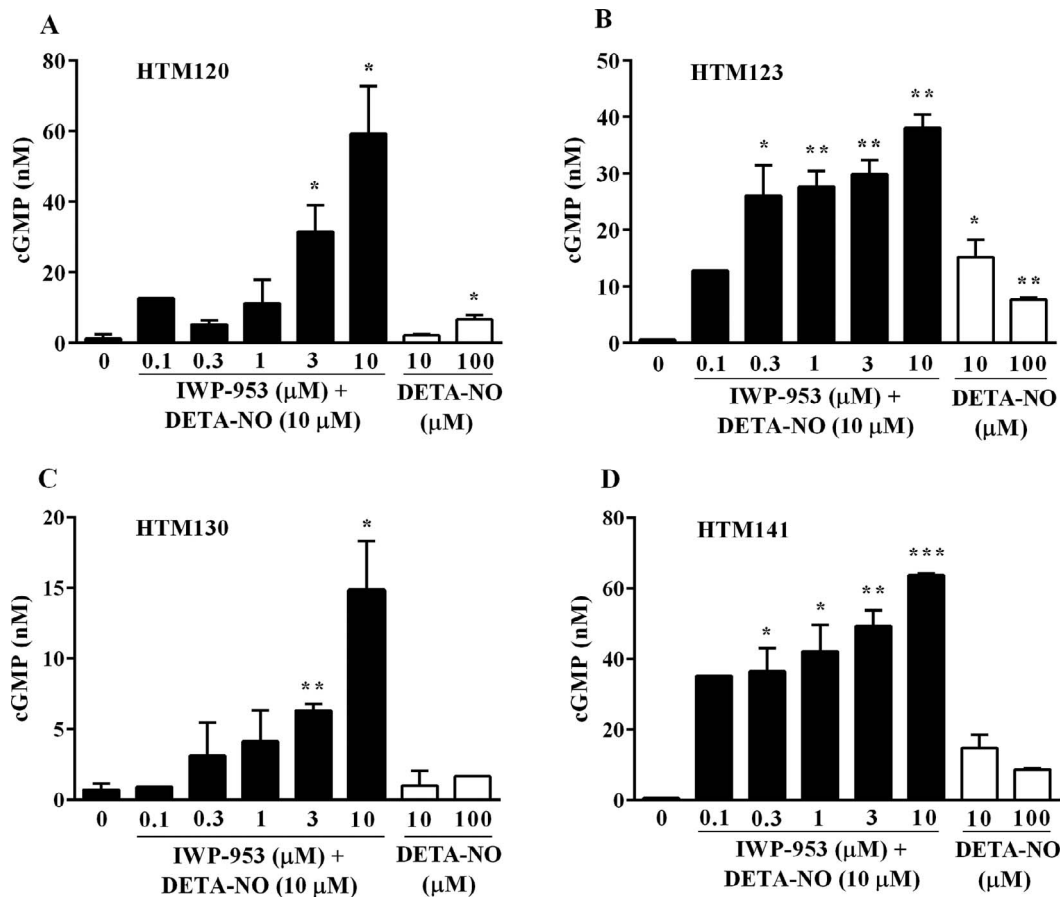 A
HTM120
cGMP (nM)
80
60
40
20
0
*
*
*
0 0.1 0.3 1 3 10 10 100
IWP-953 (μM) + DETA-NO
DETA-NO (10 μM) (μM)
B
HTM123
cGMP (nM)
50
40
30
20
10
0
*
**
**
**
*
**
0 0.1 0.3 1 3 10 10 100
IWP-953 (μM) + DETA-NO
DETA-NO (10 μM) (μM)
C
HTM130
cGMP (nM)
20
15
10
5
0
**
*
0 0.1 0.3 1 3 10 10 100
IWP-953 (μM) + DETA-NO
DETA-NO (10 μM) (μM)
D
HTM141
cGMP (nM)
80
60
40
20
0
*
*
**
***
0 0.1 0.3 1 3 10 10 100
IWP-953 (μM) + DETA-NO
DETA-NO (10 μM) (μM)